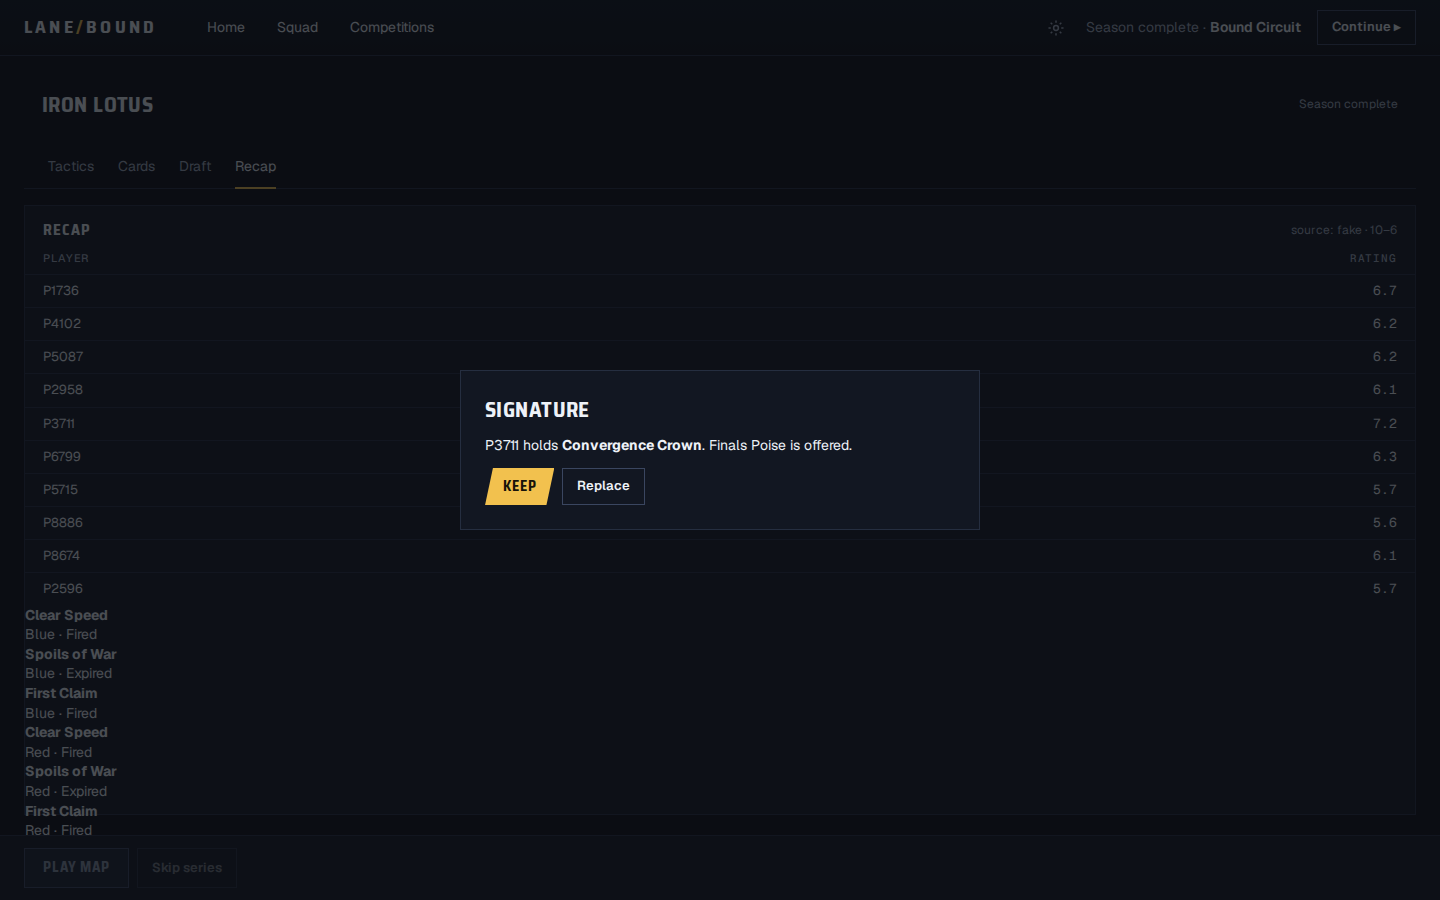 LANE/BOUND
Home Squad Competitions
Season complete · Bound Circuit Continue ▸
IRON LOTUS
Season complete
Tactics Cards Draft Recap
RECAP
source: fake · 10–6
PLAYER RATING
P1736 6.7
P4102 6.2
P5087 6.2
P2958 6.1
P3711 7.2
P6799 6.3
P5715 5.7
P8886 5.6
P8674 6.1
P2596 5.7
SIGNATURE
P3711 holds Convergence Crown. Finals Poise is offered.
KEEP Replace
Clear Speed
Blue · Fired
Spoils of War
Blue · Expired
First Claim
Blue · Fired
Clear Speed
Red · Fired
Spoils of War
Red · Expired
First Claim
Red · Fired
PLAY MAP Skip series